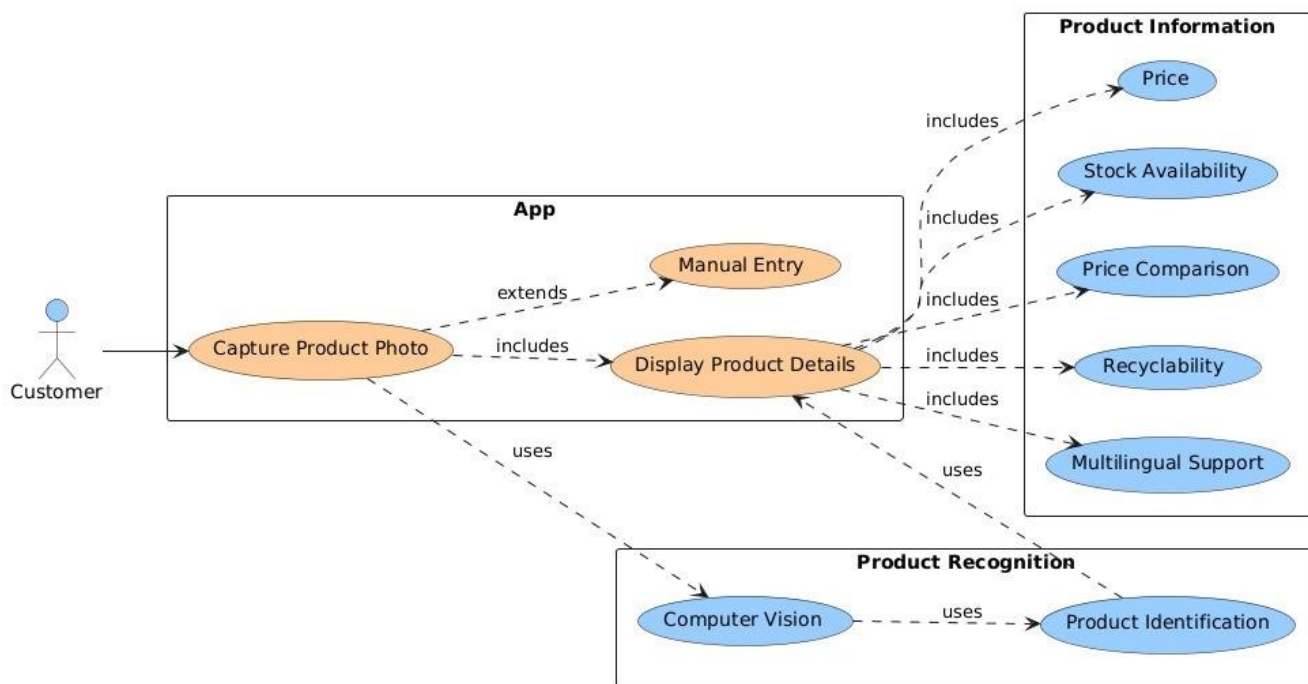 Product Information
Price
includes
Stock Availability
includes
App
Manual Entry
Price Comparison
extends
includes
Capture Product Photo
includes
Display Product Details
includes
Recyclability
Customer
includes
Multilingual Support
uses
uses
Product Recognition
Computer Vision
uses
Product Identification